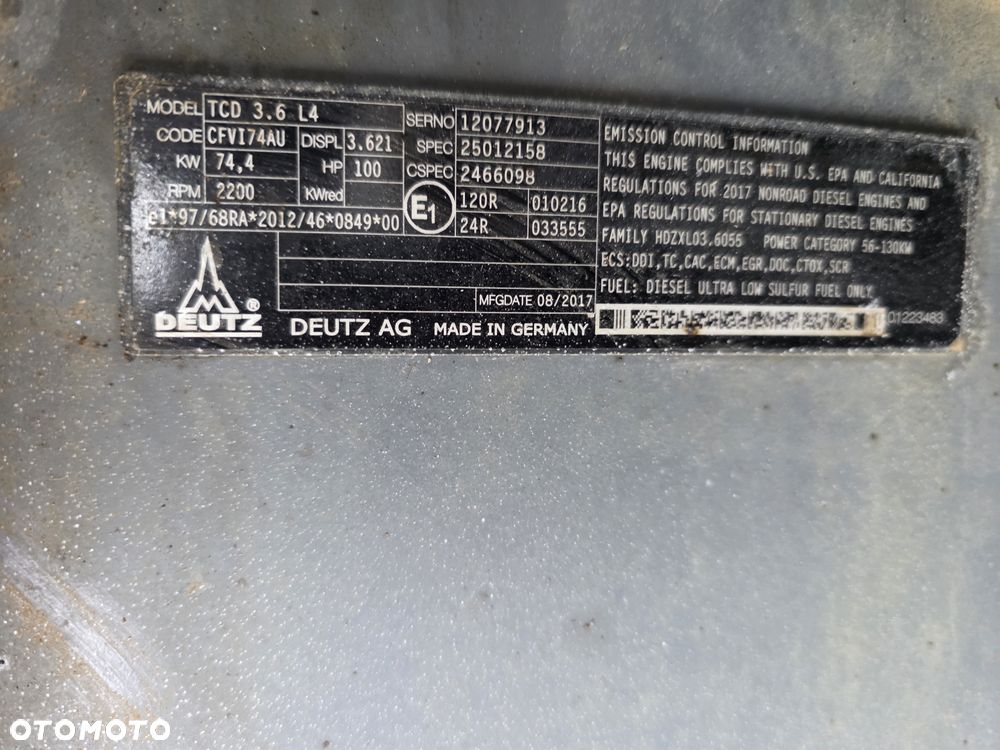 MODEL TCD 3.6 L4
CODE CFVI74AU DISPL 3.621
KW 74,4 HP 100
RPM 2200 KWred
e1*97/68RA*2012/46*0849*00
SERNO 12077913
SPEC 25012158
CSPEC 2466098
E1 120R 010216
24R 033555
MFGDATE 08/2017
DEUTZ ® DEUTZ AG MADE IN GERMANY
EMISSION CONTROL INFORMATION
THIS ENGINE COMPLIES WITH U.S. EPA AND CALIFORNIA
REGULATIONS FOR 2017 NONROAD DIESEL ENGINES AND
EPA REGULATIONS FOR STATIONARY DIESEL ENGINES
FAMILY HDZXL03.6055 POWER CATEGORY 56-130KW
ECS:DDI,TC,CAC,ECM,EGR,DOC,CTOX,SCR
FUEL: DIESEL ULTRA LOW SULFUR FUEL ONLY
01223483
OTOMOTO